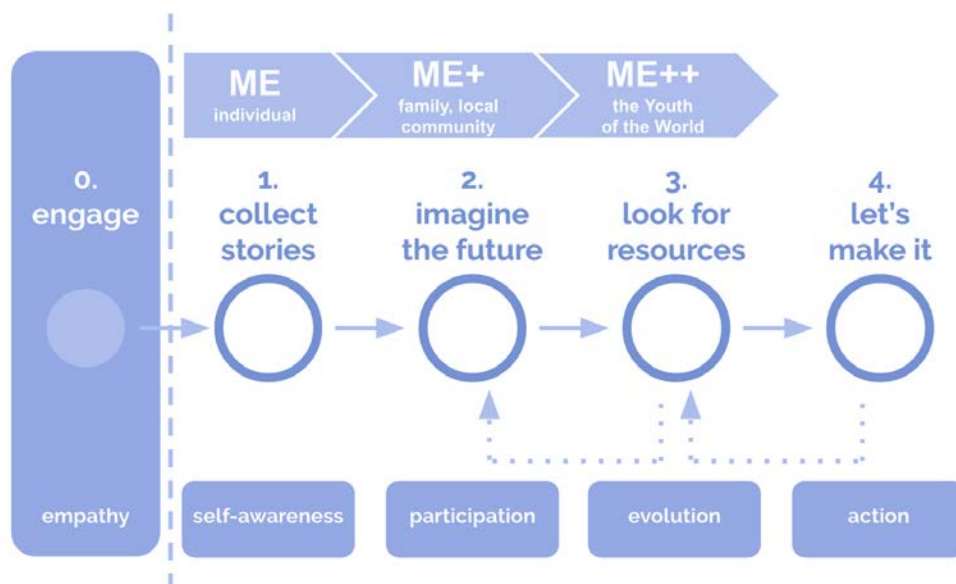 ME
individual
ME+
family, local
community
ME++
the Youth
of the World
0.
engage
1.
collect
stories
2.
imagine
the future
3.
look for
resources
4.
let's
make it
empathy
self-awareness
participation
evolution
action